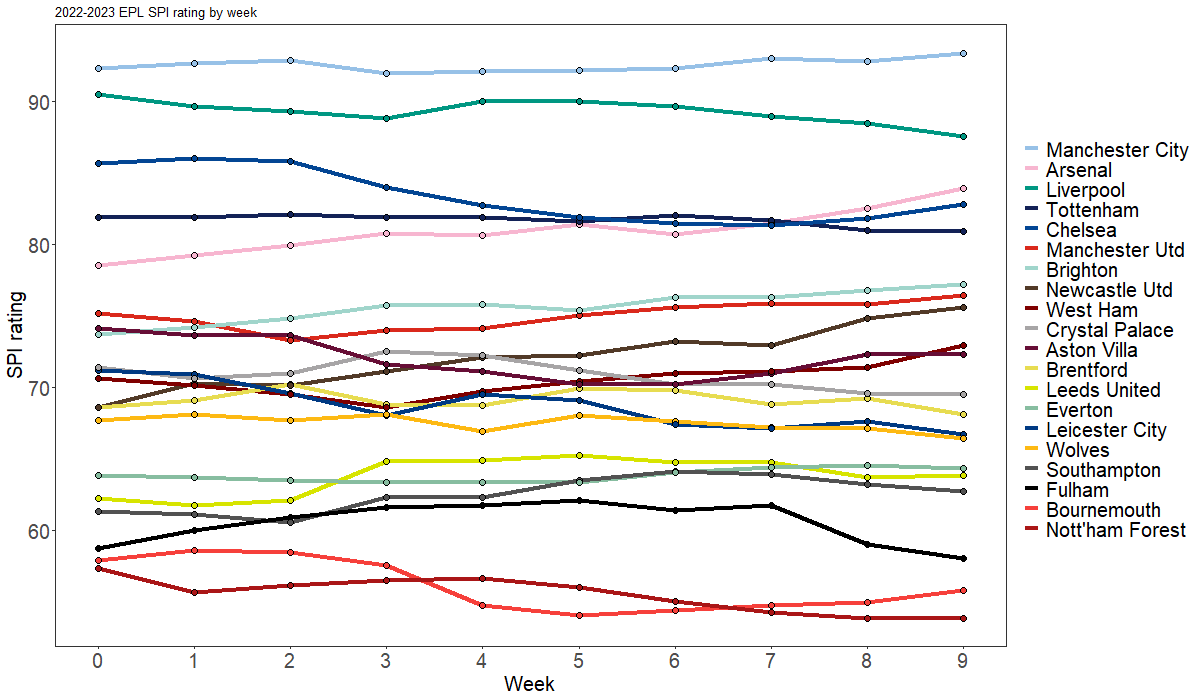 2022-2023 EPL SPI rating by week
SPI rating
90
80
70
60
0 1 2 3 4 5 6 7 8 9
Week
Manchester City
Arsenal
Liverpool
Tottenham
Chelsea
Manchester Utd
Brighton
Newcastle Utd
West Ham
Crystal Palace
Aston Villa
Brentford
Leeds United
Everton
Leicester City
Wolves
Southampton
Fulham
Bournemouth
Nott'ham Forest